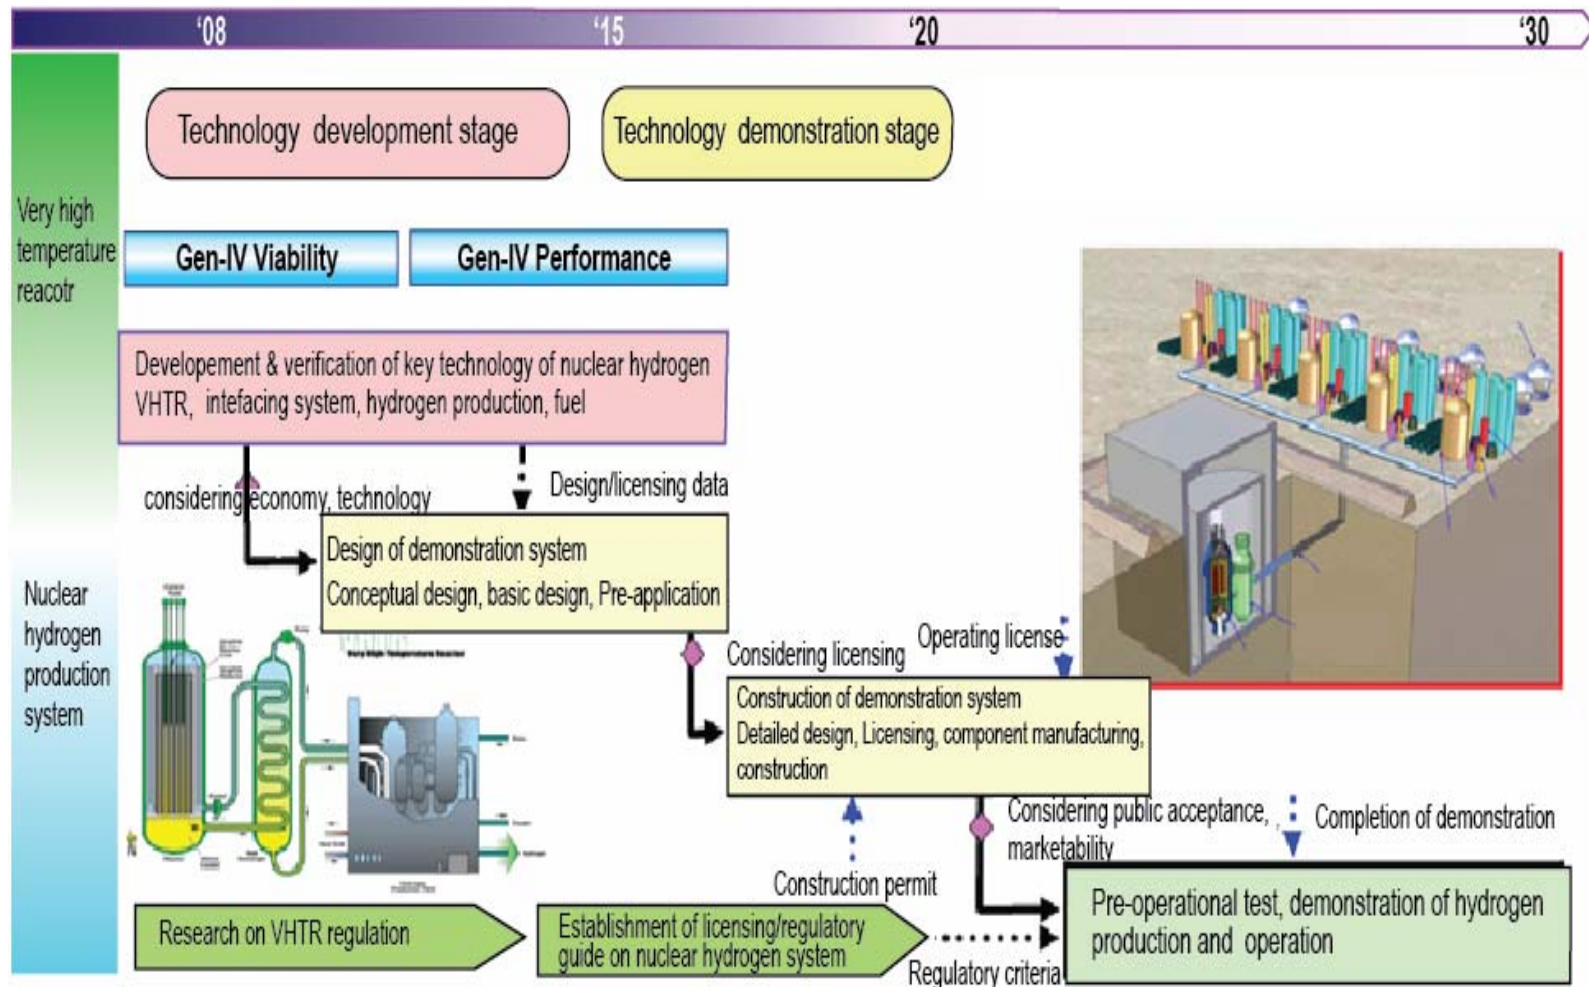 '08 '15 '20 '30
Technology development stage
Technology demonstration stage
Very high
temperature
reacotr
Gen-IV Viability
Gen-IV Performance
Developement & verification of key technology of nuclear hydrogen
VHTR, intefacing system, hydrogen production, fuel
considering economy, technology
Design/licensing data
Design of demonstration system
Conceptual design, basic design, Pre-application
Nuclear
hydrogen
production
system
Considering licensing
Operating license
Construction of demonstration system
Detailed design, Licensing, component manufacturing,
construction
Considering public acceptance,
marketability
Completion of demonstration
Construction permit
Pre-operational test, demonstration of hydrogen
production and operation
Research on VHTR regulation
Establishment of licensing/regulatory
guide on nuclear hydrogen system
Regulatory criteria